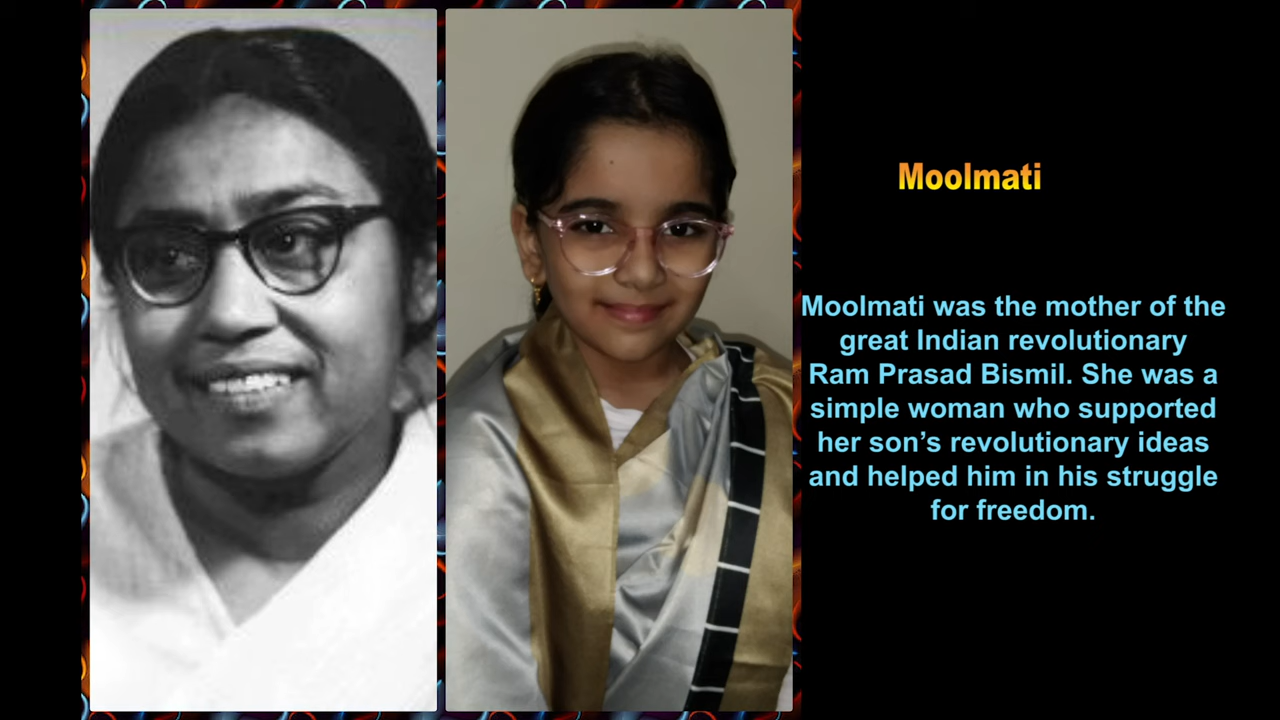 Moolmati
Moolmati was the mother of the
great Indian revolutionary
Ram Prasad Bismil. She was a
simple woman who supported
her son’s revolutionary ideas
and helped him in his struggle
for freedom.